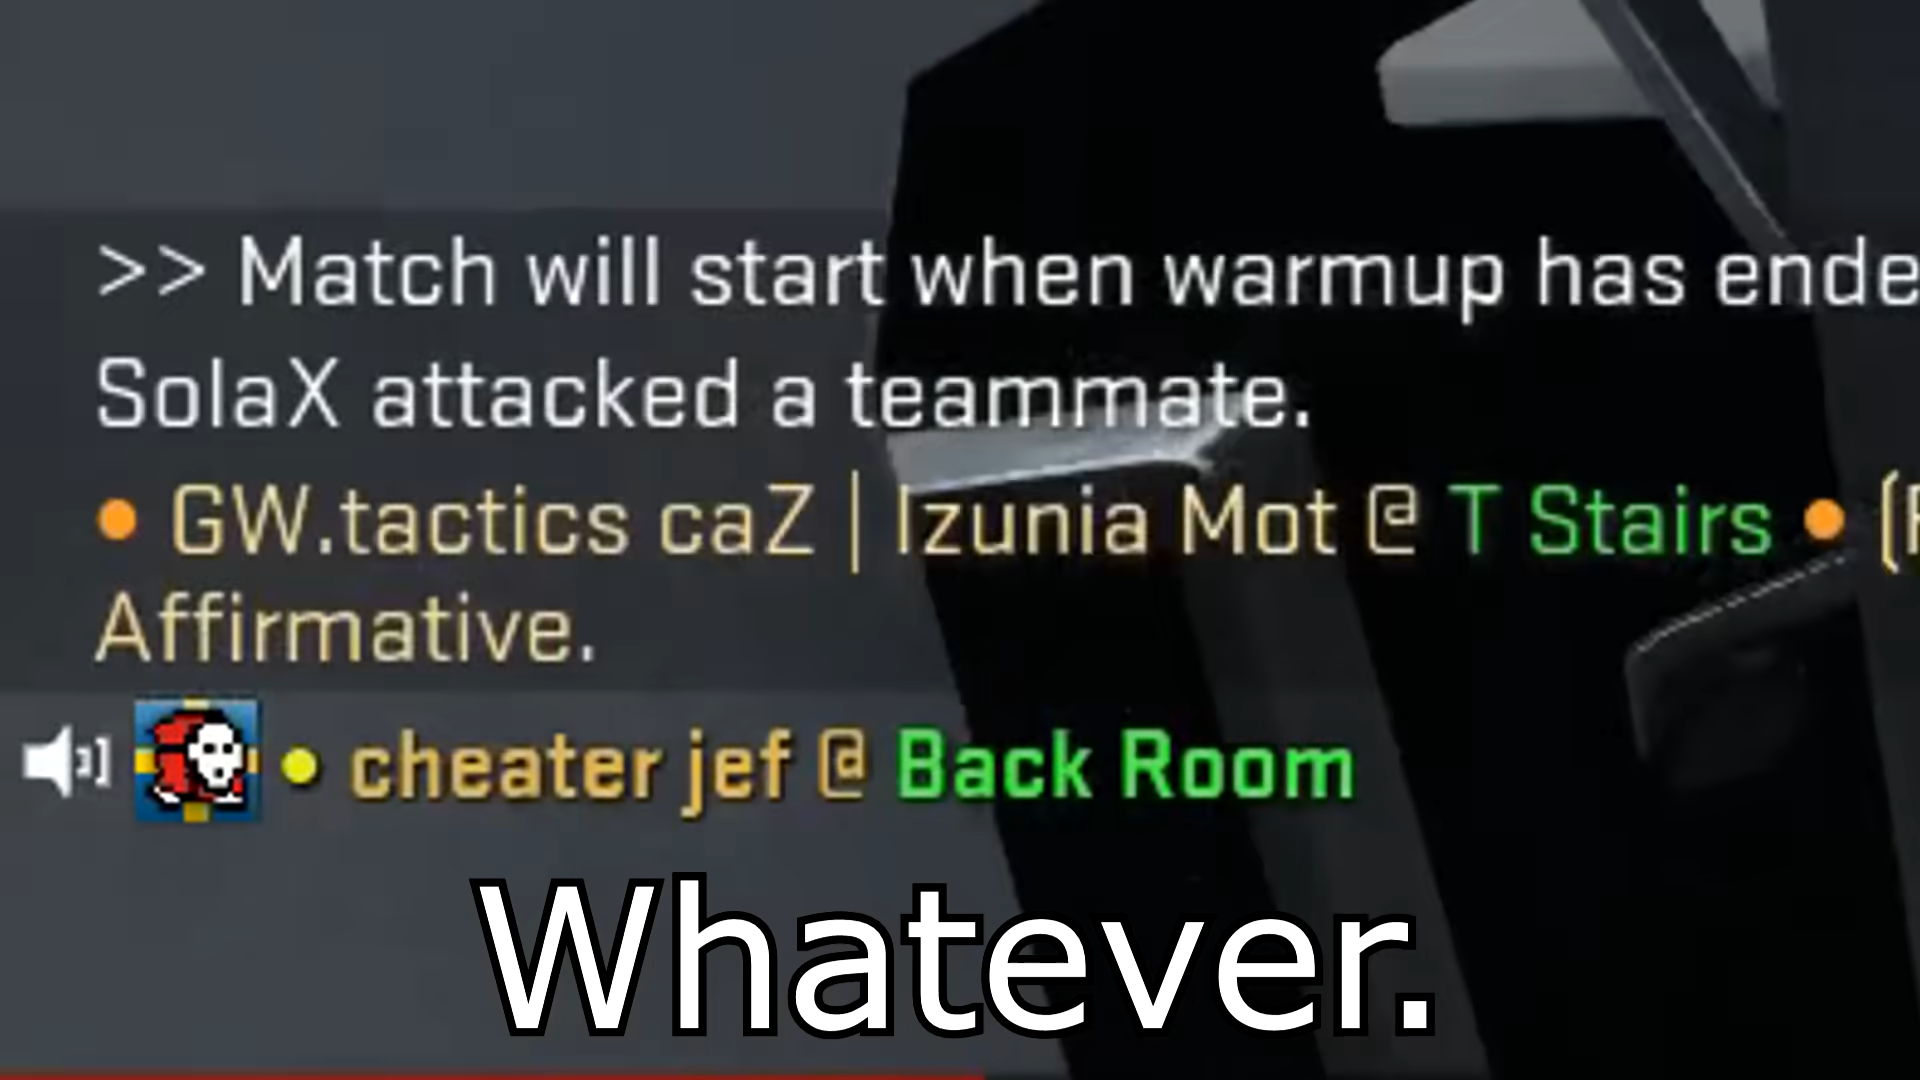 >> Match will start when warmup has ende
SolaX attacked a teammate.
● GW.tactics caZ | Izunia Mot @ T Stairs ● (
Affirmative.
● cheater jef @ Back Room
Whatever.